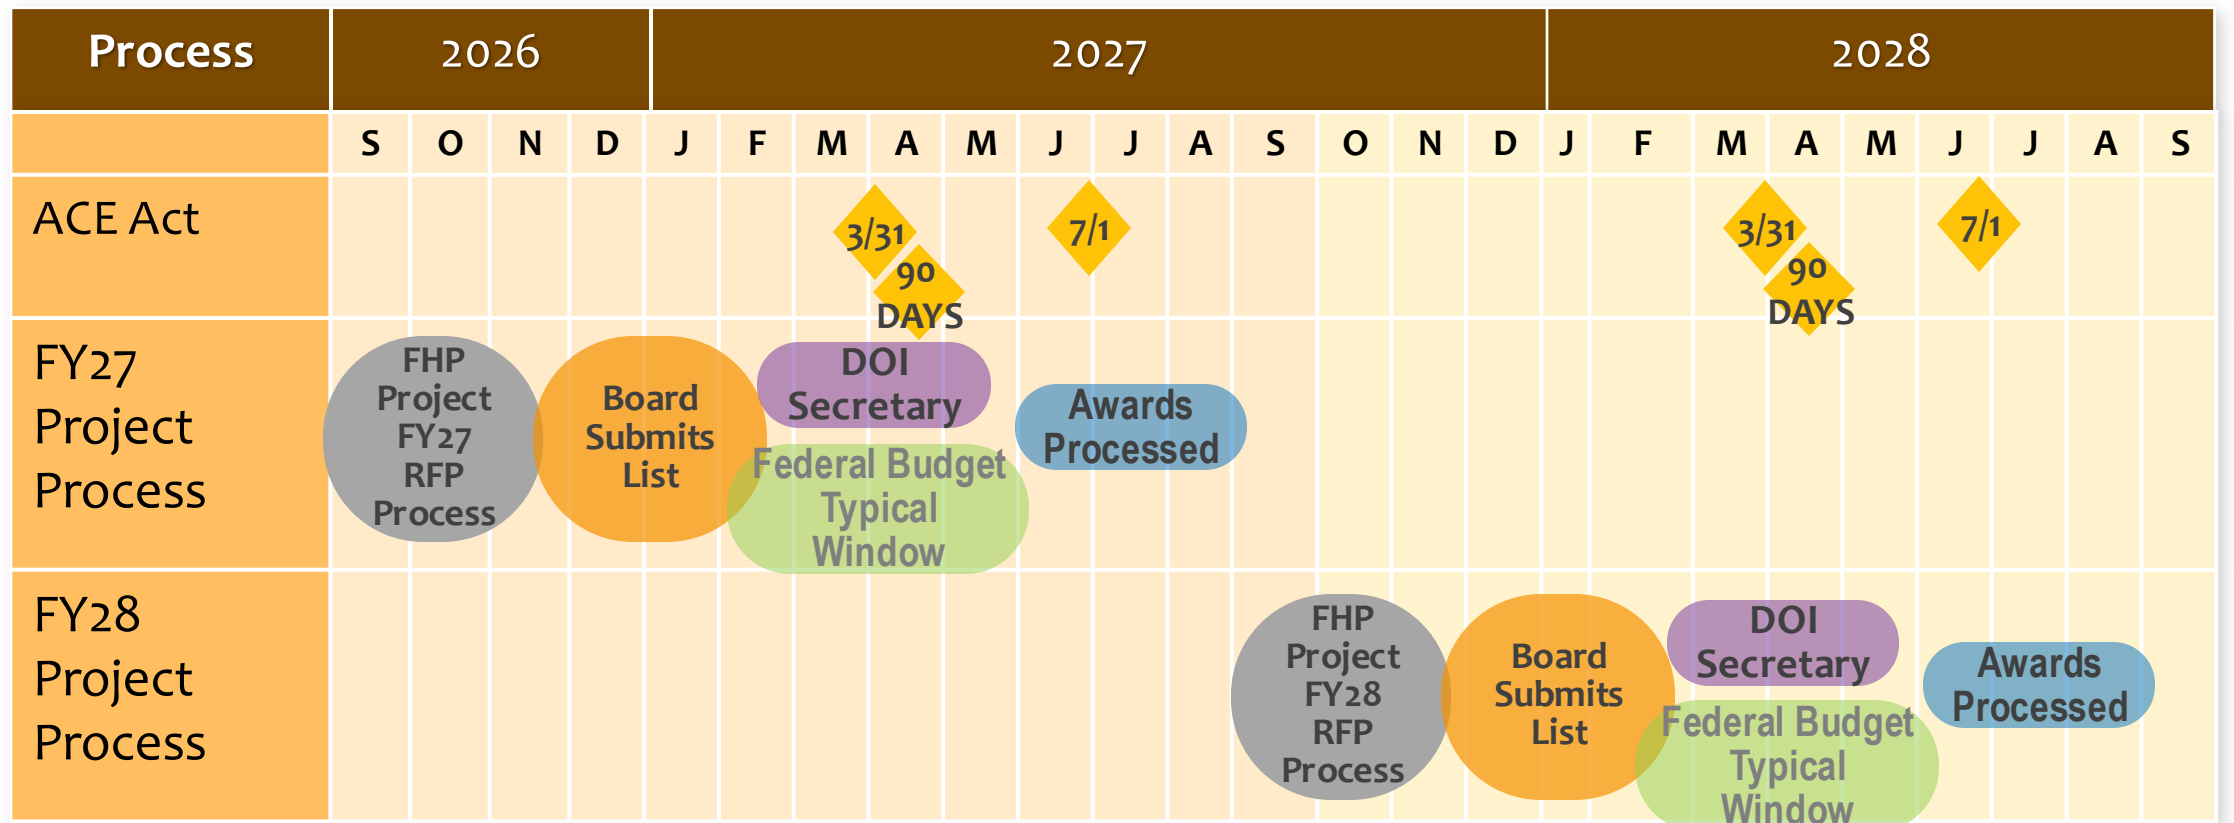 Process 2026 2027 2028
S O N D J F M A M J J A S O N D J F M A M J J A S
ACE Act
3/31
90
DAYS
7/1
3/31
90
DAYS
7/1
FY27
Project
Process
FHP
Project
FY27
RFP
Process
Board
Submits
List
DOI
Secretary
Federal Budget
Typical
Window
Awards
Processed
FY28
Project
Process
FHP
Project
FY28
RFP
Process
Board
Submits
List
DOI
Secretary
Federal Budget
Typical
Window
Awards
Processed